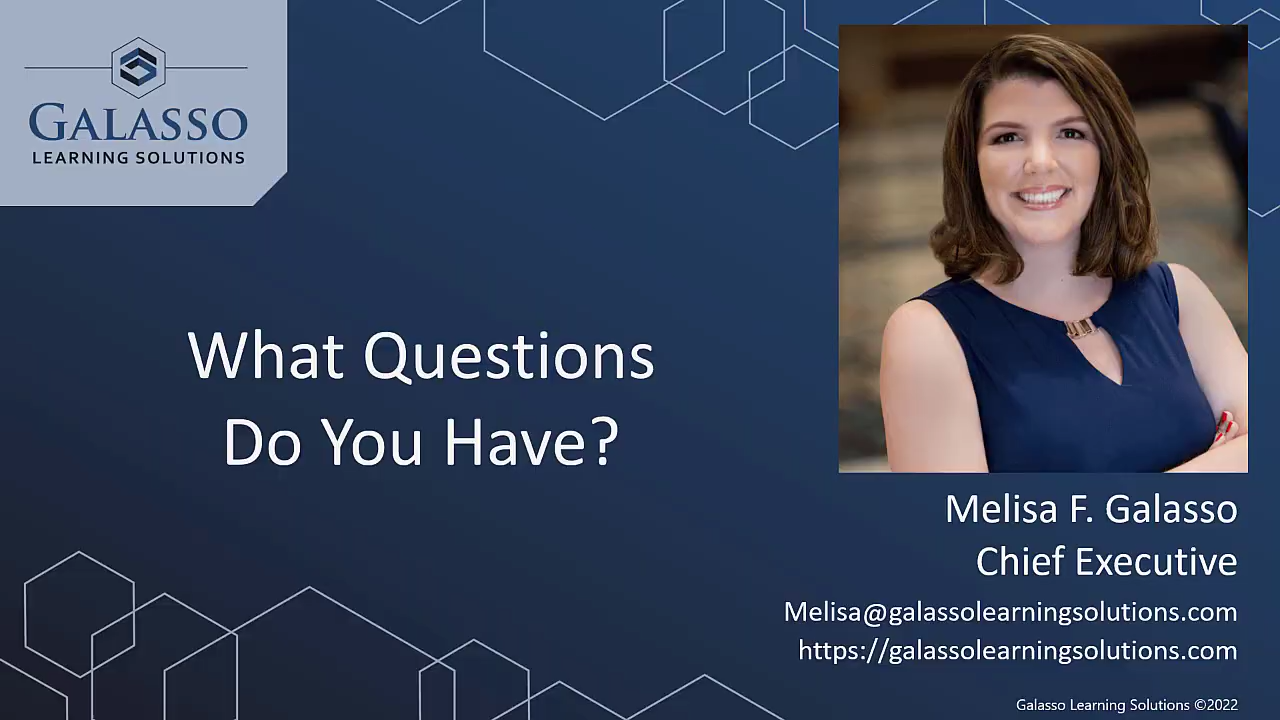 GALASSO
LEARNING SOLUTIONS
What Questions
Do You Have?
Melisa F. Galasso
Chief Executive
Melisa@galassolearningsolutions.com
https://galassolearningsolutions.com
Galasso Learning Solutions ©2022